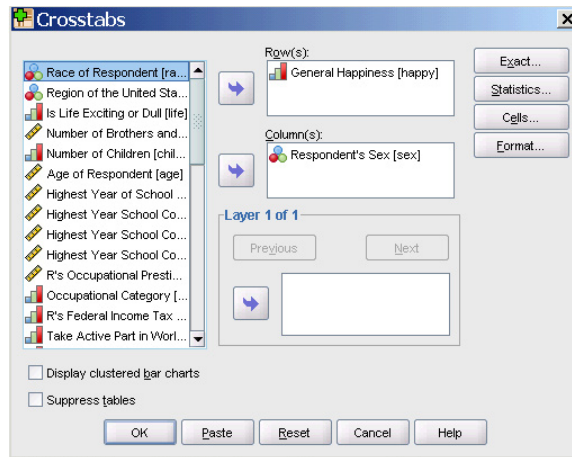 Crosstabs
Race of Respondent [ra...
Region of the United Sta...
Is Life Exciting or Dull [life]
Number of Brothers and...
Number of Children [chil...
Age of Respondent [age]
Highest Year of School ...
Highest Year School Co...
Highest Year School Co...
Highest Year School Co...
R's Occupational Presti...
Occupational Category [...
R's Federal Income Tax ...
Take Active Part in Worl...
Row(s):
General Happiness [happy]
Column(s):
Respondent's Sex [sex]
Layer 1 of 1
Previous
Next
Exact...
Statistics...
Cells...
Format...
Display clustered bar charts
Suppress tables
OK
Paste
Reset
Cancel
Help